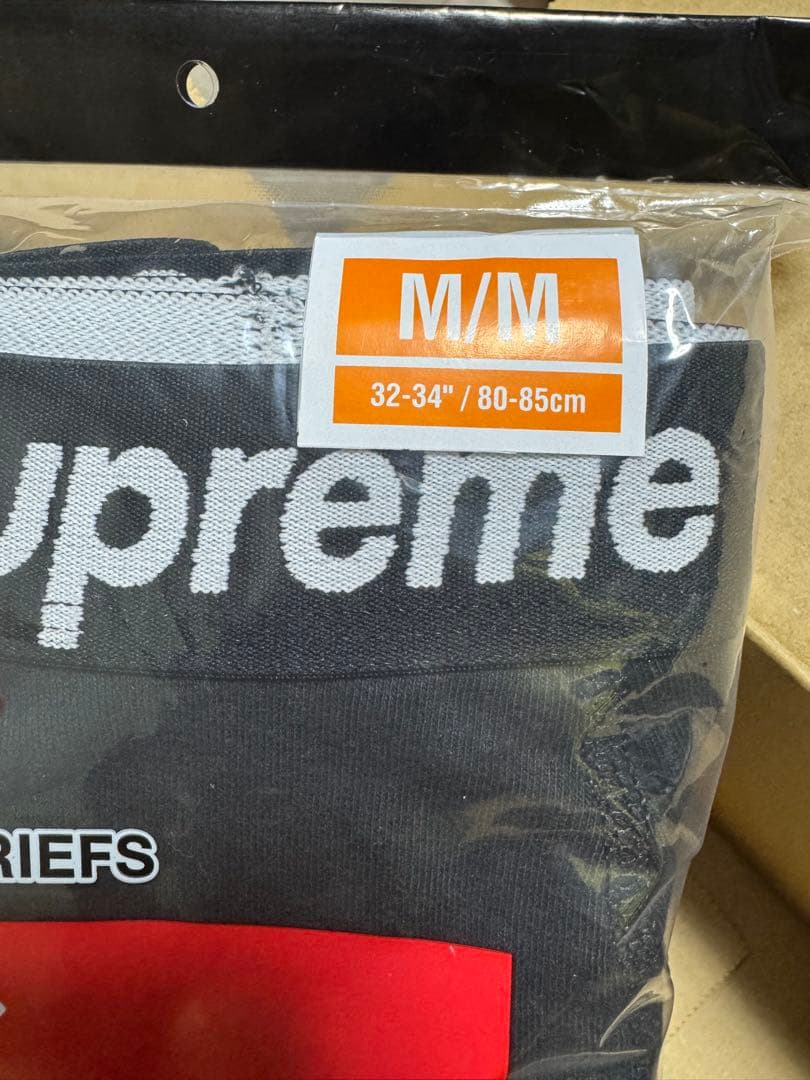 M/M
32-34" / 80-85cm
upreme
RIEFS